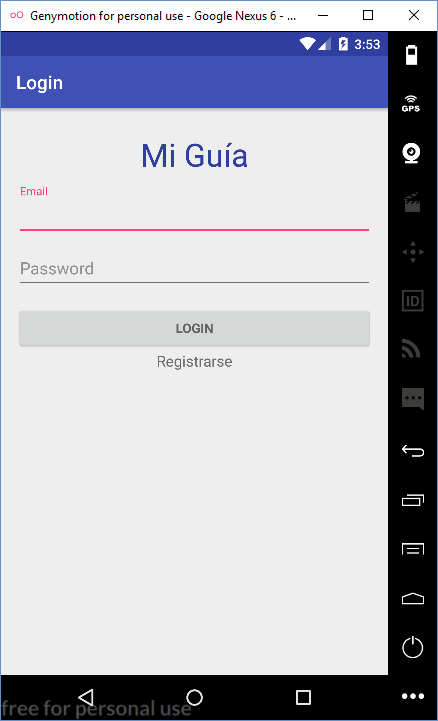 Genymotion for personal use - Google Nexus 6 - ...
3:53
Login
GPS
Mi Guía
Email
Password
ID
LOGIN
Registrarse
free for personal use